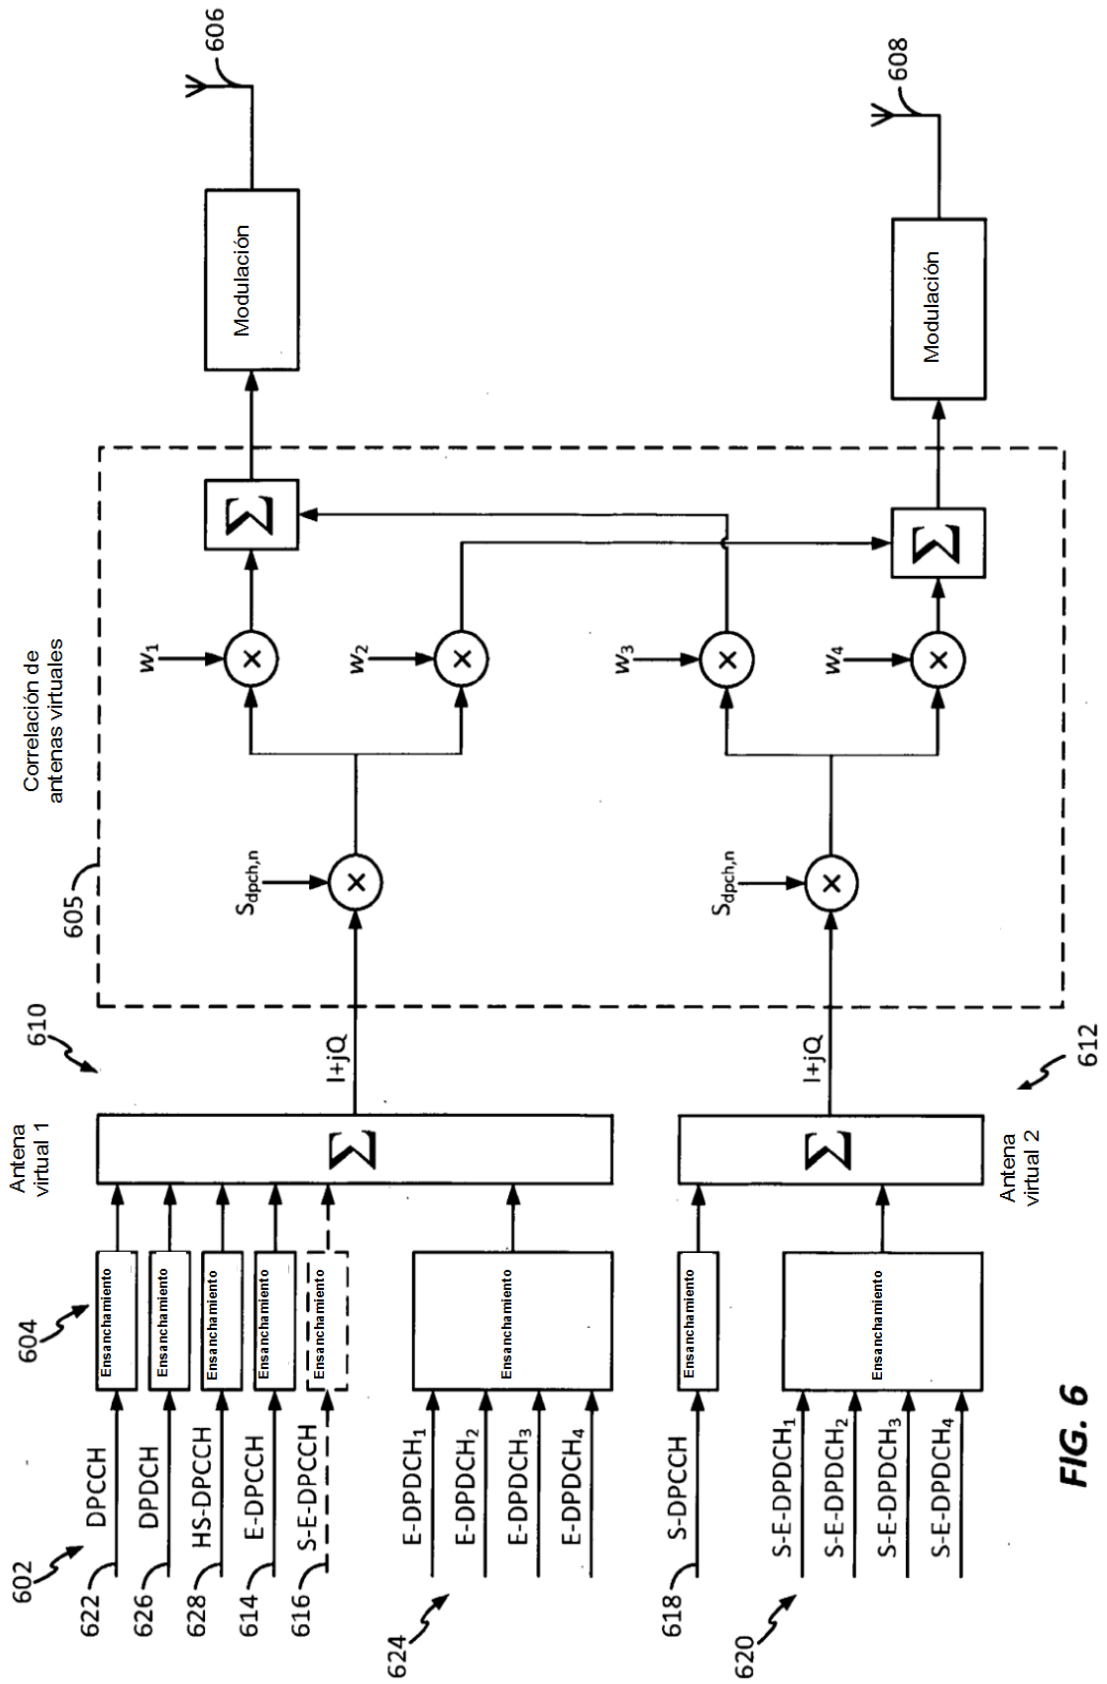 602
622
DPCCH
626
DPDCH
628
HS-DPCCH
614
E-DPCCH
616
S-E-DPCCH
624
E-DPDCH1
E-DPDCH2
E-DPDCH3
E-DPDCH4
618
S-DPCCH
620
S-E-DPDCH1
S-E-DPDCH2
S-E-DPDCH3
S-E-DPDCH4
604
Ensanchamiento
Ensanchamiento
Ensanchamiento
Ensanchamiento
Ensanchamiento
Ensanchamiento
Ensanchamiento
Ensanchamiento
Antena
virtual 1
Σ
610
I+jQ
Σ
Antena
virtual 2
612
I+jQ
605
Correlación de
antenas virtuales
Sdpch,n
×
Sdpch,n
×
w1
×
w2
×
w3
×
w4
×
Σ
Σ
Modulación
606
Modulación
608
FIG. 6